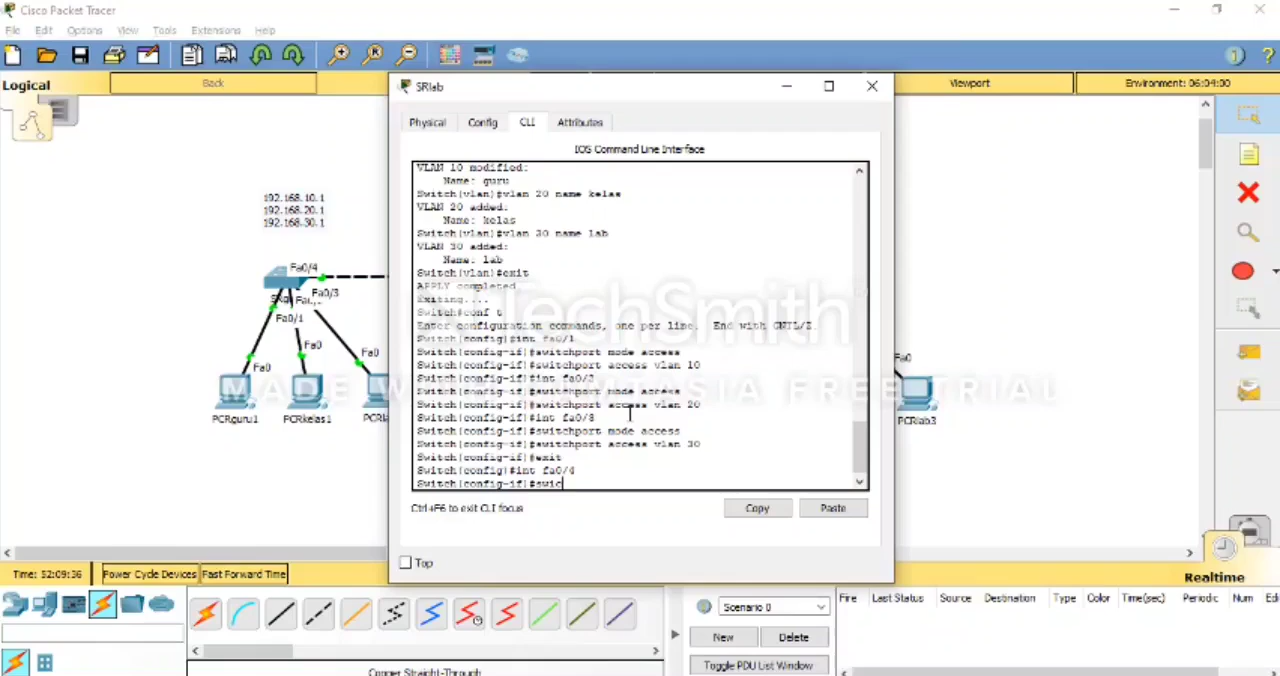 Cisco Packet Tracer
File Edit Options View Tools Extensions Help
Logical
Back
Viewport
Environment: 06:04:00
SRlab
Physical Config CLI Attributes
IOS Command Line Interface
VLAN 10 modified:
Name: guru
Switch(vlan)#vlan 20 name kelas
VLAN 20 added:
Name: kelas
Switch(vlan)#vlan 30 name lab
VLAN 30 added:
Name: lab
Switch(vlan)#exit
APPLY completed.
Exiting....
Switch#conf t
Enter configuration commands, one per line. End with CNTL/Z.
Switch(config)#int fa0/1
Switch(config-if)#switchport mode access
Switch(config-if)#switchport access vlan 10
Switch(config-if)#int fa0/2
Switch(config-if)#switchport mode access
Switch(config-if)#switchport access vlan 20
Switch(config-if)#int fa0/3
Switch(config-if)#switchport mode access
Switch(config-if)#switchport access vlan 30
Switch(config-if)#exit
Switch(config)#int fa0/4
Switch(config-if)#swic
Ctrl+F6 to exit CLI focus
Copy
Paste
Top
TechSmith®
MADE WITH CAMTASIA FREE TRIAL
192.168.10.1
192.168.20.1
192.168.30.1
Fa0/4
Fa0/3
Fa0/1
Fa0
Fa0
Fa0
PCRguru1
PCRkelas1
Fa0
PCRlab3
Time: 52:09:36
Power Cycle Devices
Fast Forward Time
Realtime
Scenario 0
New
Delete
Toggle PDU List Window
Fire Last Status Source Destination Type Color Time(sec) Periodic Num Edi
Copper Straight-Through